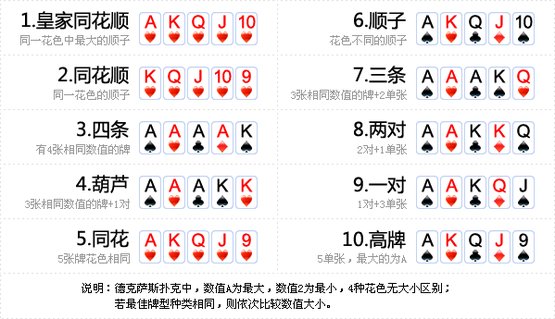 1.皇家同花顺 A K Q J 10
同一花色中最大的顺子
2.同花顺 K Q J 10 9
同一花色的顺子
3.四条 A A A A K
有4张相同数值的牌
4.葫芦 A A A K K
3张相同数值的牌+1对
5.同花 A K Q J 9
5张牌花色相同
6.顺子 A K Q J 10
花色不同的顺子
7.三条 A A A K Q
3张相同数值的牌+2单张
8.两对 A A K K Q
2对+1单张
9.一对 A A K Q J
1对+3单张
10.高牌 A K Q J 9
5单张，最大的为A
说明：德克萨斯扑克中，数值A为最大，数值2为最小，4种花色无大小区别；
若最佳牌型种类相同，则依次比较数值大小。